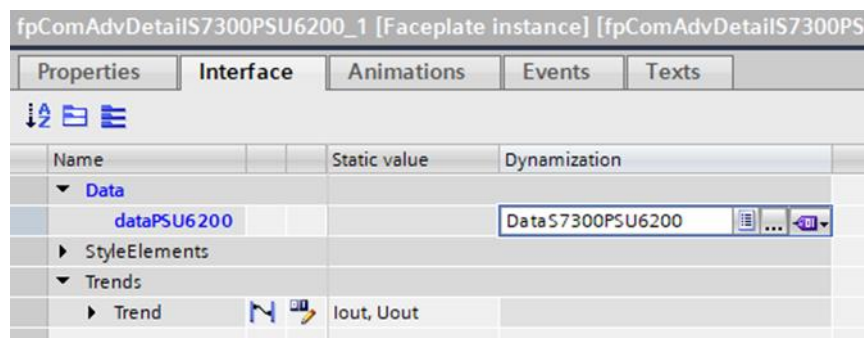 fpComAdvDetailS7300PSU6200_1 [Faceplate instance] [fpComAdvDetailS7300PS
Properties Interface Animations Events Texts
Name Static value Dynamization
Data
dataPSU6200 DataS7300PSU6200 ...
StyleElements
Trends
Trend Iout, Uout